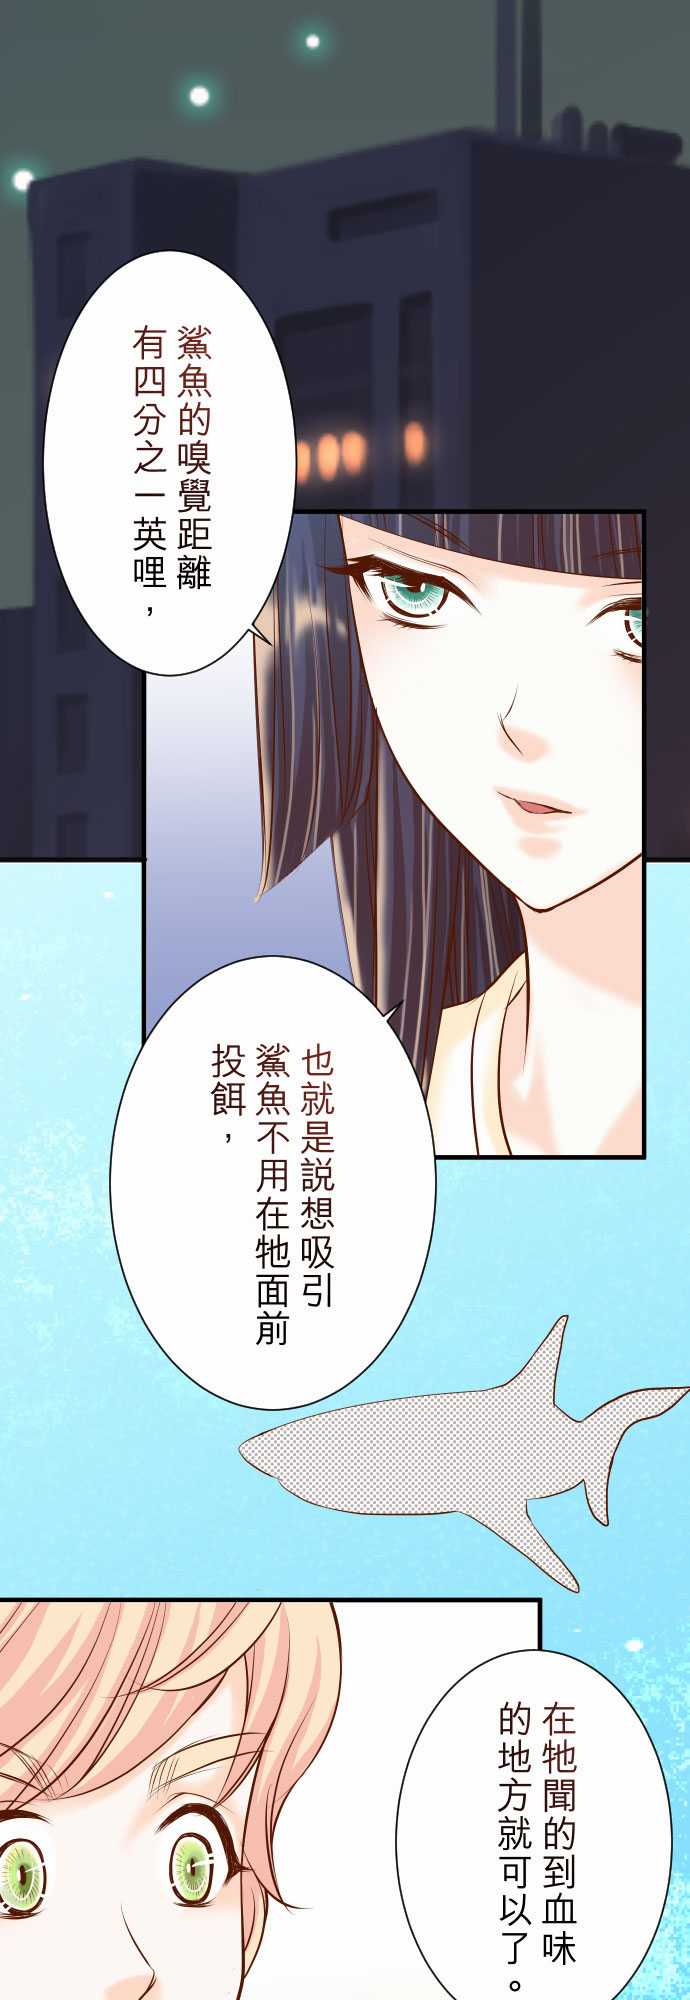 鯊魚的嗅覺距離
有四分之一英哩，
也就是說想吸引
鯊魚不用在牠面前
投餌，
在牠聞的到血味
的地方就可以了。